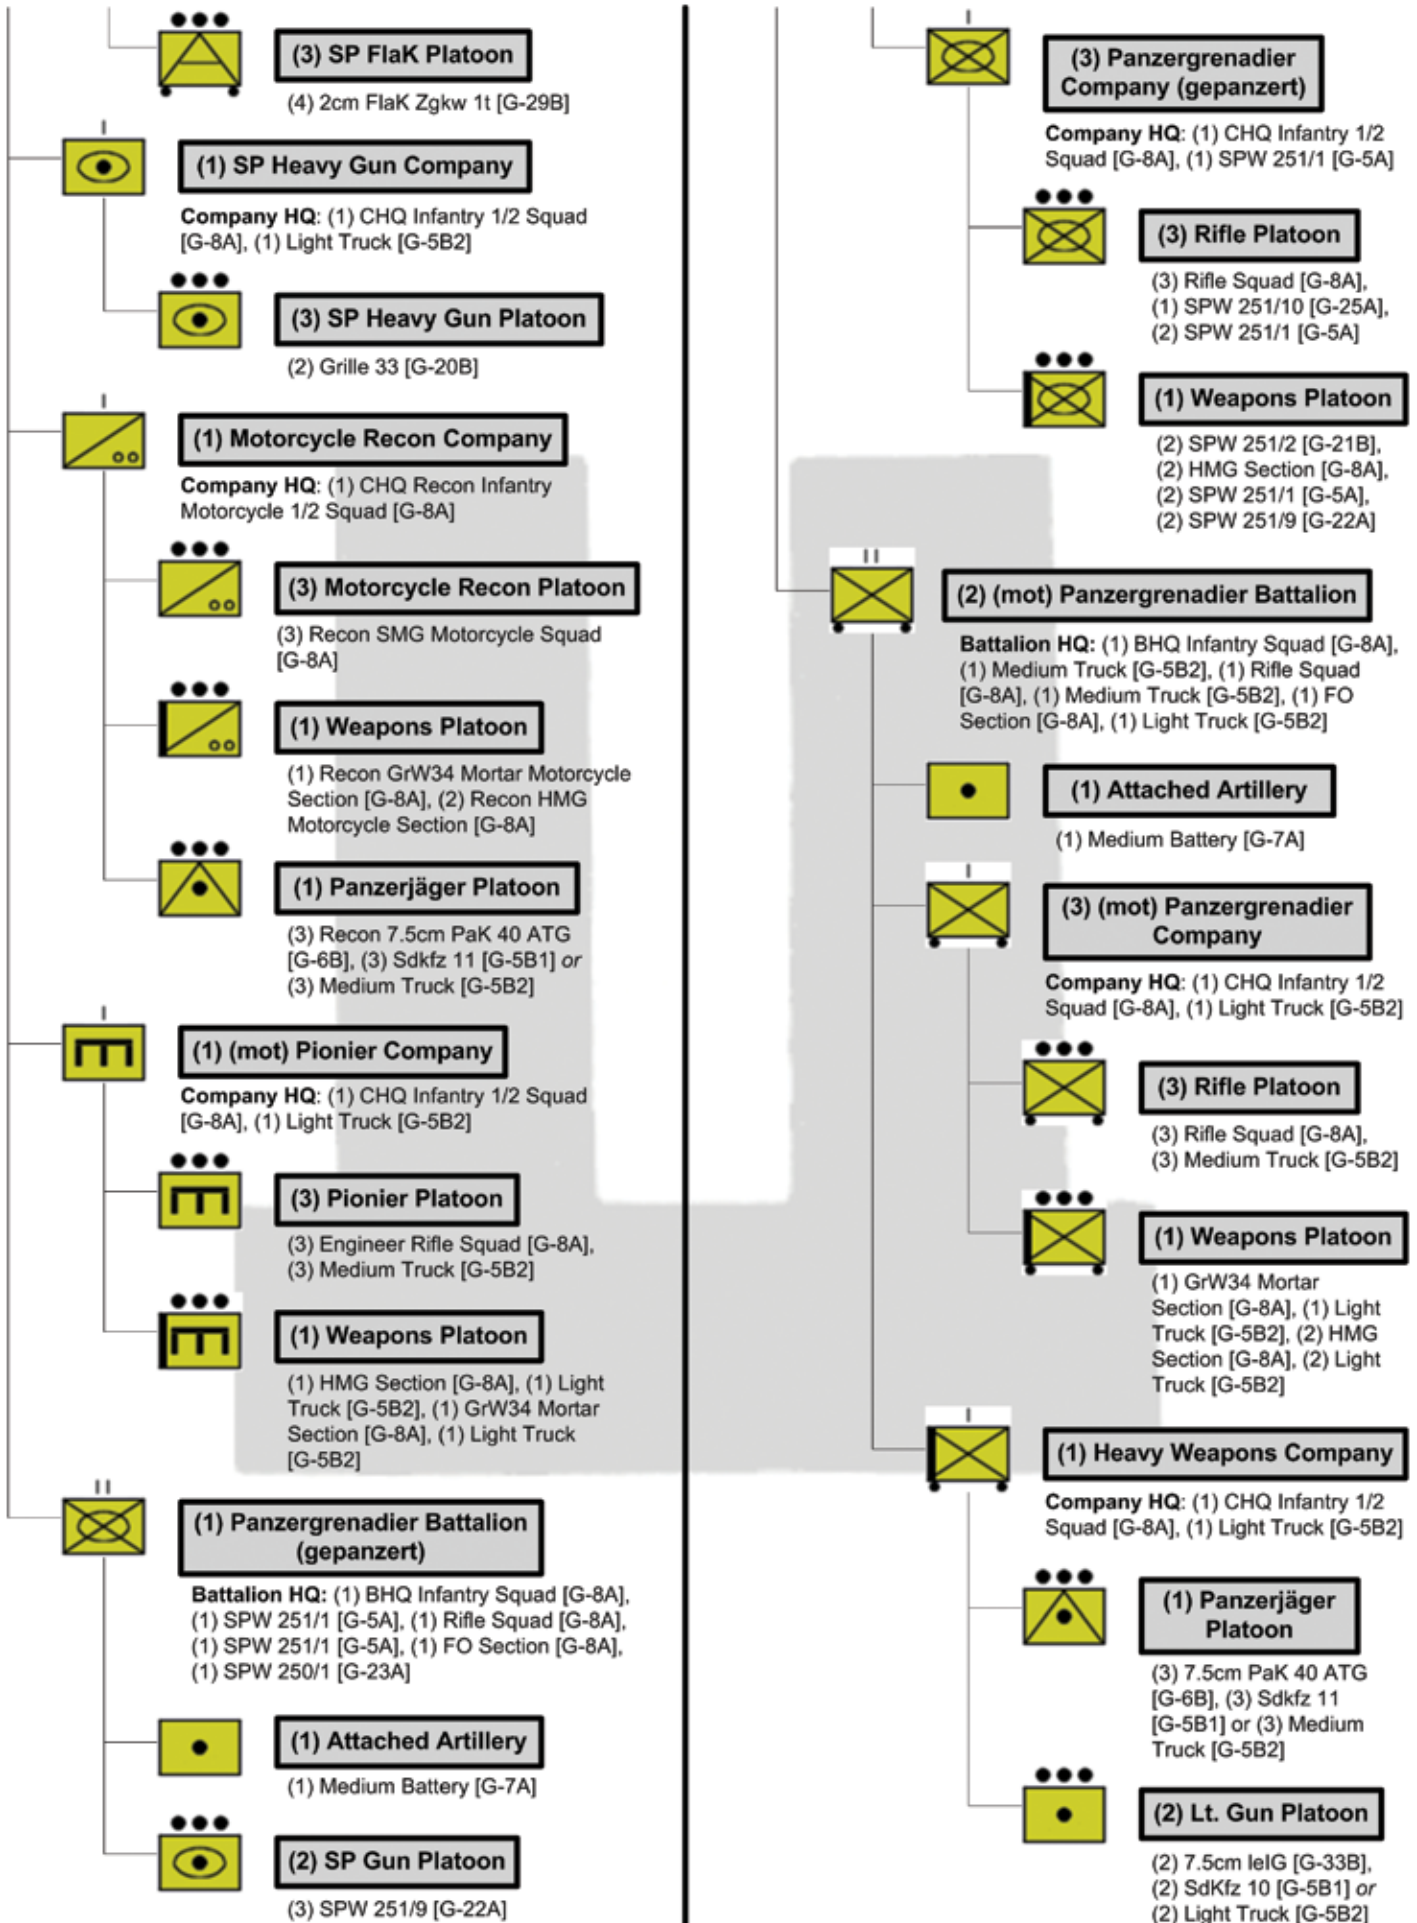 (3) SP FlaK Platoon
(4) 2cm FlaK Zgkw 1t [G-29B]
(1) SP Heavy Gun Company
Company HQ: (1) CHQ Infantry 1/2 Squad
[G-8A], (1) Light Truck [G-5B2]
(3) SP Heavy Gun Platoon
(2) Grille 33 [G-20B]
(1) Motorcycle Recon Company
Company HQ: (1) CHQ Recon Infantry
Motorcycle 1/2 Squad [G-8A]
(3) Motorcycle Recon Platoon
(3) Recon SMG Motorcycle Squad
[G-8A]
(1) Weapons Platoon
(1) Recon GrW34 Mortar Motorcycle
Section [G-8A], (2) Recon HMG
Motorcycle Section [G-8A]
(1) Panzerjäger Platoon
(3) Recon 7.5cm PaK 40 ATG
[G-6B], (3) Sdkfz 11 [G-5B1] or
(3) Medium Truck [G-5B2]
(1) (mot) Pionier Company
Company HQ: (1) CHQ Infantry 1/2 Squad
[G-8A], (1) Light Truck [G-5B2]
(3) Pionier Platoon
(3) Engineer Rifle Squad [G-8A],
(3) Medium Truck [G-5B2]
(1) Weapons Platoon
(1) HMG Section [G-8A], (1) Light
Truck [G-5B2], (1) GrW34 Mortar
Section [G-8A], (1) Light Truck
[G-5B2]
(1) Panzergrenadier Battalion
(gepanzert)
Battalion HQ: (1) BHQ Infantry Squad [G-8A],
(1) SPW 251/1 [G-5A], (1) Rifle Squad [G-8A],
(1) SPW 251/1 [G-5A], (1) FO Section [G-8A],
(1) SPW 250/1 [G-23A]
(1) Attached Artillery
(1) Medium Battery [G-7A]
(2) SP Gun Platoon
(3) SPW 251/9 [G-22A]
(3) Panzergrenadier
Company (gepanzert)
Company HQ: (1) CHQ Infantry 1/2
Squad [G-8A], (1) SPW 251/1 [G-5A]
(3) Rifle Platoon
(3) Rifle Squad [G-8A],
(1) SPW 251/10 [G-25A],
(2) SPW 251/1 [G-5A]
(1) Weapons Platoon
(2) SPW 251/2 [G-21B],
(2) HMG Section [G-8A],
(2) SPW 251/1 [G-5A],
(2) SPW 251/9 [G-22A]
(2) (mot) Panzergrenadier Battalion
Battalion HQ: (1) BHQ Infantry Squad [G-8A],
(1) Medium Truck [G-5B2], (1) Rifle Squad
[G-8A], (1) Medium Truck [G-5B2], (1) FO
Section [G-8A], (1) Light Truck [G-5B2]
(1) Attached Artillery
(1) Medium Battery [G-7A]
(3) (mot) Panzergrenadier
Company
Company HQ: (1) CHQ Infantry 1/2
Squad [G-8A], (1) Light Truck [G-5B2]
(3) Rifle Platoon
(3) Rifle Squad [G-8A],
(3) Medium Truck [G-5B2]
(1) Weapons Platoon
(1) GrW34 Mortar
Section [G-8A], (1) Light
Truck [G-5B2], (2) HMG
Section [G-8A], (2) Light
Truck [G-5B2]
(1) Heavy Weapons Company
Company HQ: (1) CHQ Infantry 1/2
Squad [G-8A], (1) Light Truck [G-5B2]
(1) Panzerjäger
Platoon
(3) 7.5cm PaK 40 ATG
[G-6B], (3) Sdkfz 11
[G-5B1] or (3) Medium
Truck [G-5B2]
(2) Lt. Gun Platoon
(2) 7.5cm leIG [G-33B],
(2) SdKfz 10 [G-5B1] or
(2) Light Truck [G-5B2]